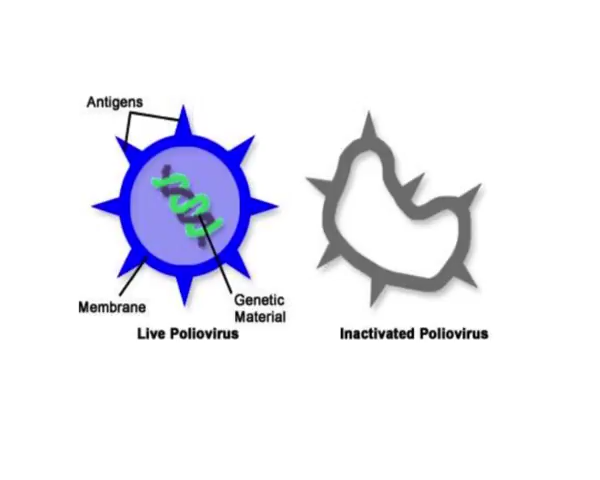 Antigens
Membrane
Genetic
Material
Live Poliovirus
Inactivated Poliovirus